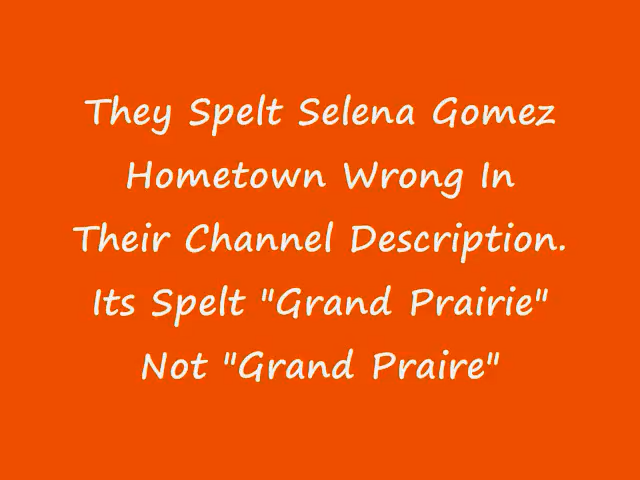 They Spelt Selena Gomez
Hometown Wrong In
Their Channel Description.
Its Spelt "Grand Prairie"
Not "Grand Praire"